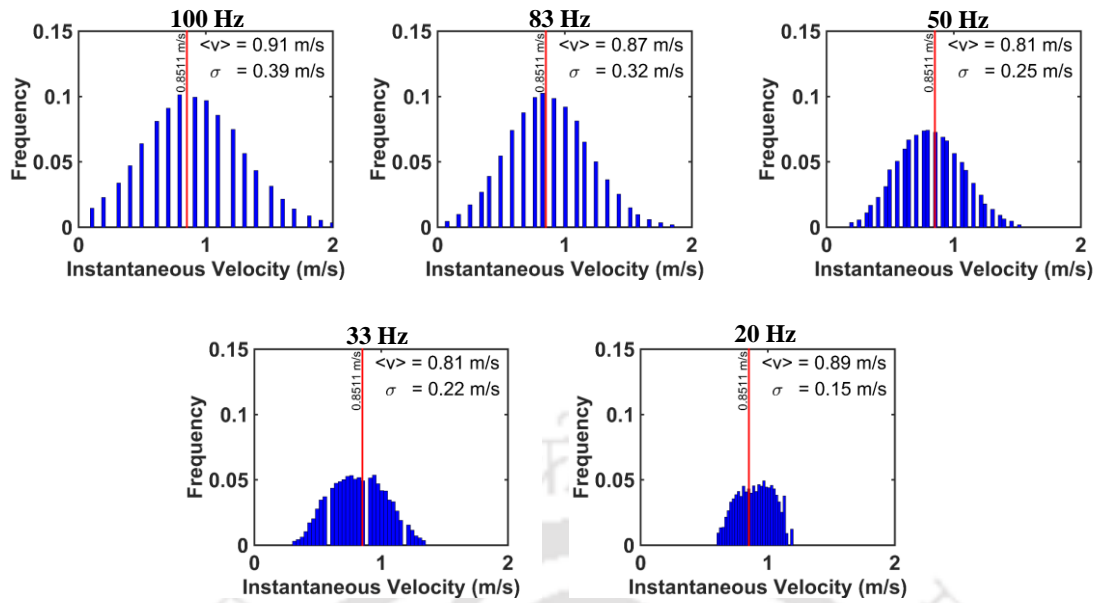 100 Hz
0.15
0.1
0.05
0
0
1
2
Frequency
Instantaneous Velocity (m/s)
0.8511 m/s
<v> = 0.91 m/s
σ = 0.39 m/s
83 Hz
0.15
0.1
0.05
0
0
1
2
Frequency
Instantaneous Velocity (m/s)
0.8511 m/s
<v> = 0.87 m/s
σ = 0.32 m/s
50 Hz
0.15
0.1
0.05
0
0
1
2
Frequency
Instantaneous Velocity (m/s)
0.8511 m/s
<v> = 0.81 m/s
σ = 0.25 m/s
33 Hz
0.15
0.1
0.05
0
0
1
2
Frequency
Instantaneous Velocity (m/s)
0.8511 m/s
<v> = 0.81 m/s
σ = 0.22 m/s
20 Hz
0.15
0.1
0.05
0
0
1
2
Frequency
Instantaneous Velocity (m/s)
0.8511 m/s
<v> = 0.89 m/s
σ = 0.15 m/s